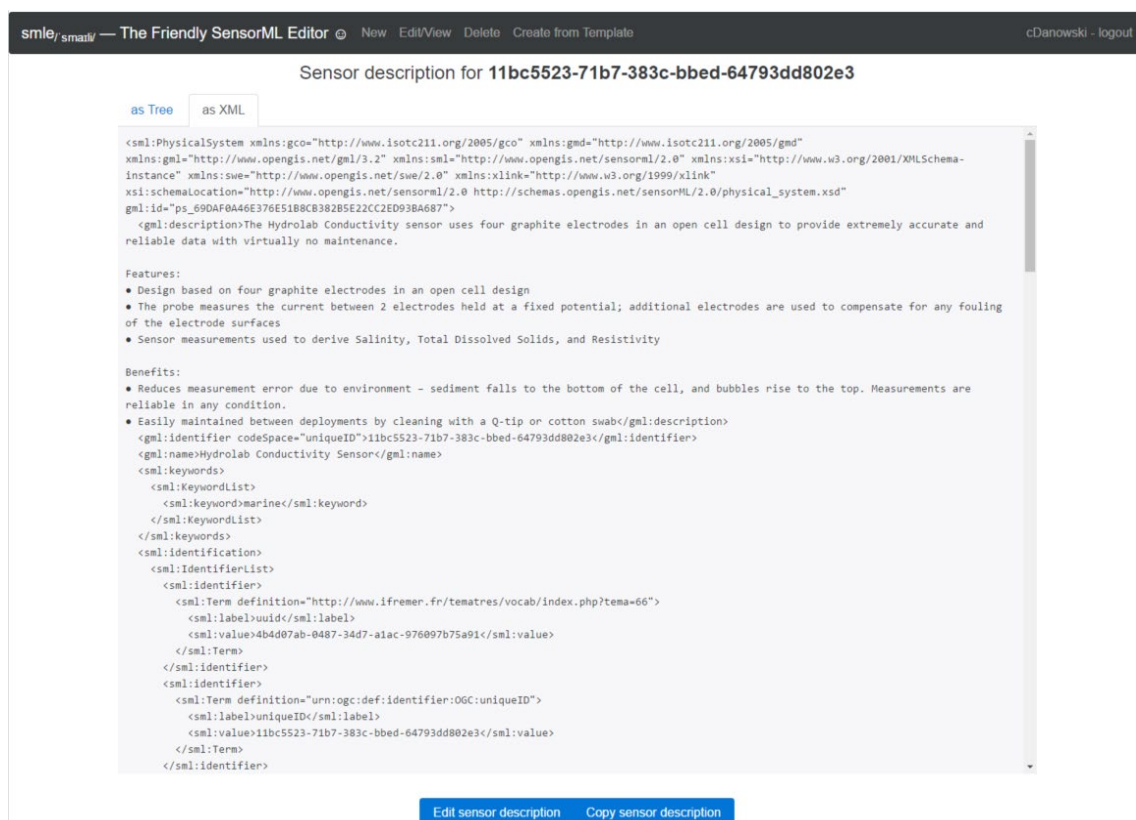 smle/ˈsmaɪli/ — The Friendly SensorML Editor ☺ New Edit/View Delete Create from Template cDanowski - logout
Sensor description for 11bc5523-71b7-383c-bbed-64793dd802e3
as Tree as XML
<sml:PhysicalSystem xmlns:gco="http://www.isotc211.org/2005/gco" xmlns:gmd="http://www.isotc211.org/2005/gmd"
xmlns:gml="http://www.opengis.net/gml/3.2" xmlns:sml="http://www.opengis.net/sensorml/2.0" xmlns:xsi="http://www.w3.org/2001/XMLSchema-
instance" xmlns:swe="http://www.opengis.net/swe/2.0" xmlns:xlink="http://www.w3.org/1999/xlink"
xsi:schemaLocation="http://www.opengis.net/sensorml/2.0 http://schemas.opengis.net/sensorML/2.0/physical_system.xsd"
gml:id="ps_69DAF0A46E376E51B8CB382B5E22CC2ED93BA687">
<gml:description>The Hydrolab Conductivity sensor uses four graphite electrodes in an open cell design to provide extremely accurate and
reliable data with virtually no maintenance.
Features:
● Design based on four graphite electrodes in an open cell design
● The probe measures the current between 2 electrodes held at a fixed potential; additional electrodes are used to compensate for any fouling
of the electrode surfaces
● Sensor measurements used to derive Salinity, Total Dissolved Solids, and Resistivity
Benefits:
● Reduces measurement error due to environment – sediment falls to the bottom of the cell, and bubbles rise to the top. Measurements are
reliable in any condition.
● Easily maintained between deployments by cleaning with a Q-tip or cotton swab</gml:description>
<gml:identifier codeSpace="uniqueID">11bc5523-71b7-383c-bbed-64793dd802e3</gml:identifier>
<gml:name>Hydrolab Conductivity Sensor</gml:name>
<sml:keywords>
<sml:KeywordList>
<sml:keyword>marine</sml:keyword>
</sml:KeywordList>
</sml:keywords>
<sml:identification>
<sml:IdentifierList>
<sml:identifier>
<sml:Term definition="http://www.ifremer.fr/tematres/vocab/index.php?tema=66">
<sml:label>uuid</sml:label>
<sml:value>4b4d07ab-0487-34d7-a1ac-976097b75a91</sml:value>
</sml:Term>
</sml:identifier>
<sml:identifier>
<sml:Term definition="urn:ogc:def:identifier:OGC:uniqueID">
<sml:label>uniqueID</sml:label>
<sml:value>11bc5523-71b7-383c-bbed-64793dd802e3</sml:value>
</sml:Term>
</sml:identifier>
Edit sensor description Copy sensor description